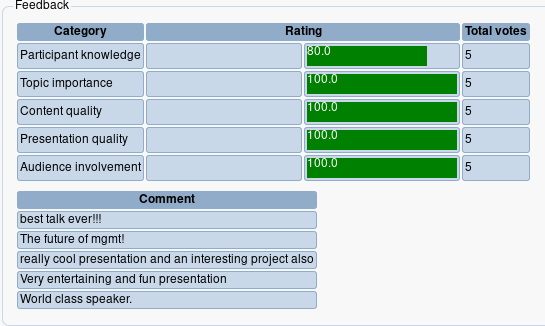 Feedback
Category Rating Total votes
Participant knowledge 80.0 5
Topic importance 100.0 5
Content quality 100.0 5
Presentation quality 100.0 5
Audience involvement 100.0 5
Comment
best talk ever!!!
The future of mgmt!
really cool presentation and an interesting project also
Very entertaining and fun presentation
World class speaker.